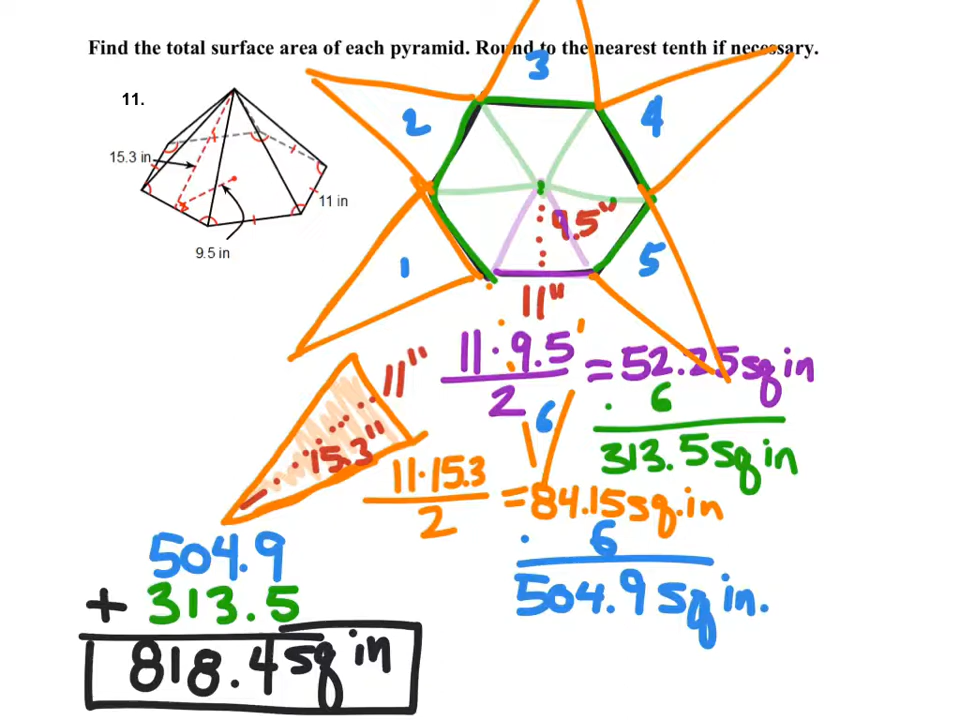 Find the total surface area of each pyramid. Round to the nearest tenth if necessary.
11.
15.3 in
11 in
9.5 in
3
2
4
1
5
9.5"
11"
11 · 9.5
2
= 52.25 sq in
· 6
313.5 sq in
6
11"
15.3"
11 · 15.3
2
= 84.15 sq. in
· 6
504.9 sq in.
504.9
+ 313.5
818.4 sq in